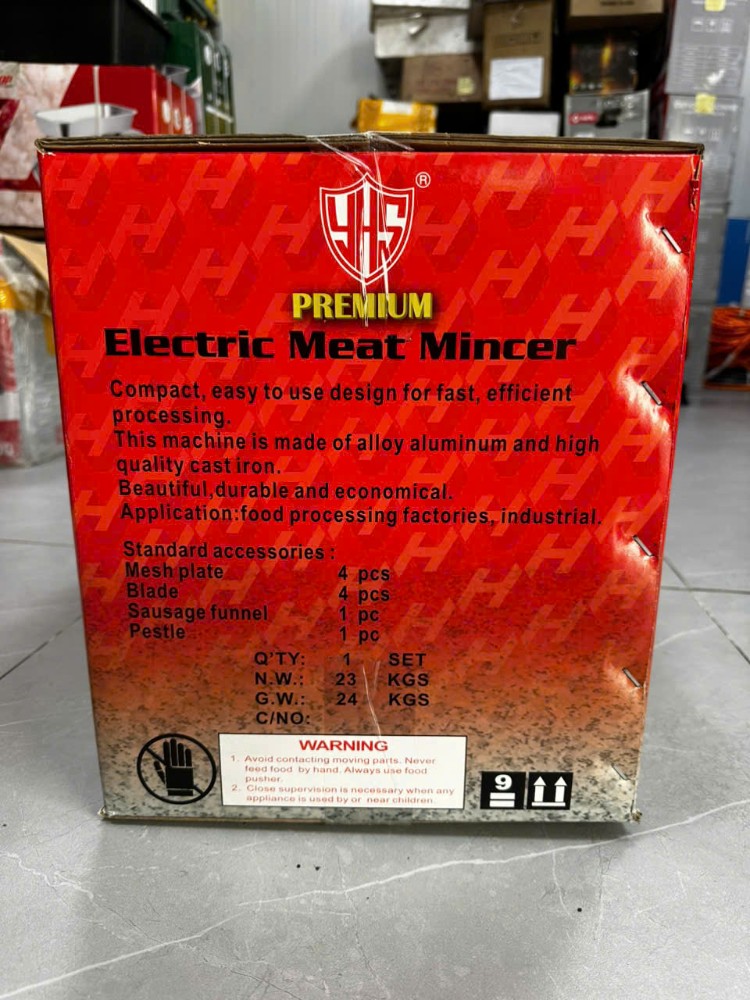 YHS ®
PREMIUM
Electric Meat Mincer
Compact, easy to use design for fast, efficient
processing.
This machine is made of alloy aluminum and high
quality cast iron.
Beautiful,durable and economical.
Application:food processing factories, industrial.
Standard accessories :
Mesh plate 4 pcs
Blade 4 pcs
Sausage funnel 1 pc
Pestle 1 pc
Q'TY: 1 SET
N.W.: 23 KGS
G.W.: 24 KGS
C/NO:
WARNING
1. Avoid contacting moving parts. Never
feed food by hand. Always use food
pusher.
2. Close supervision is necessary when any
appliance is used by or near children.
9